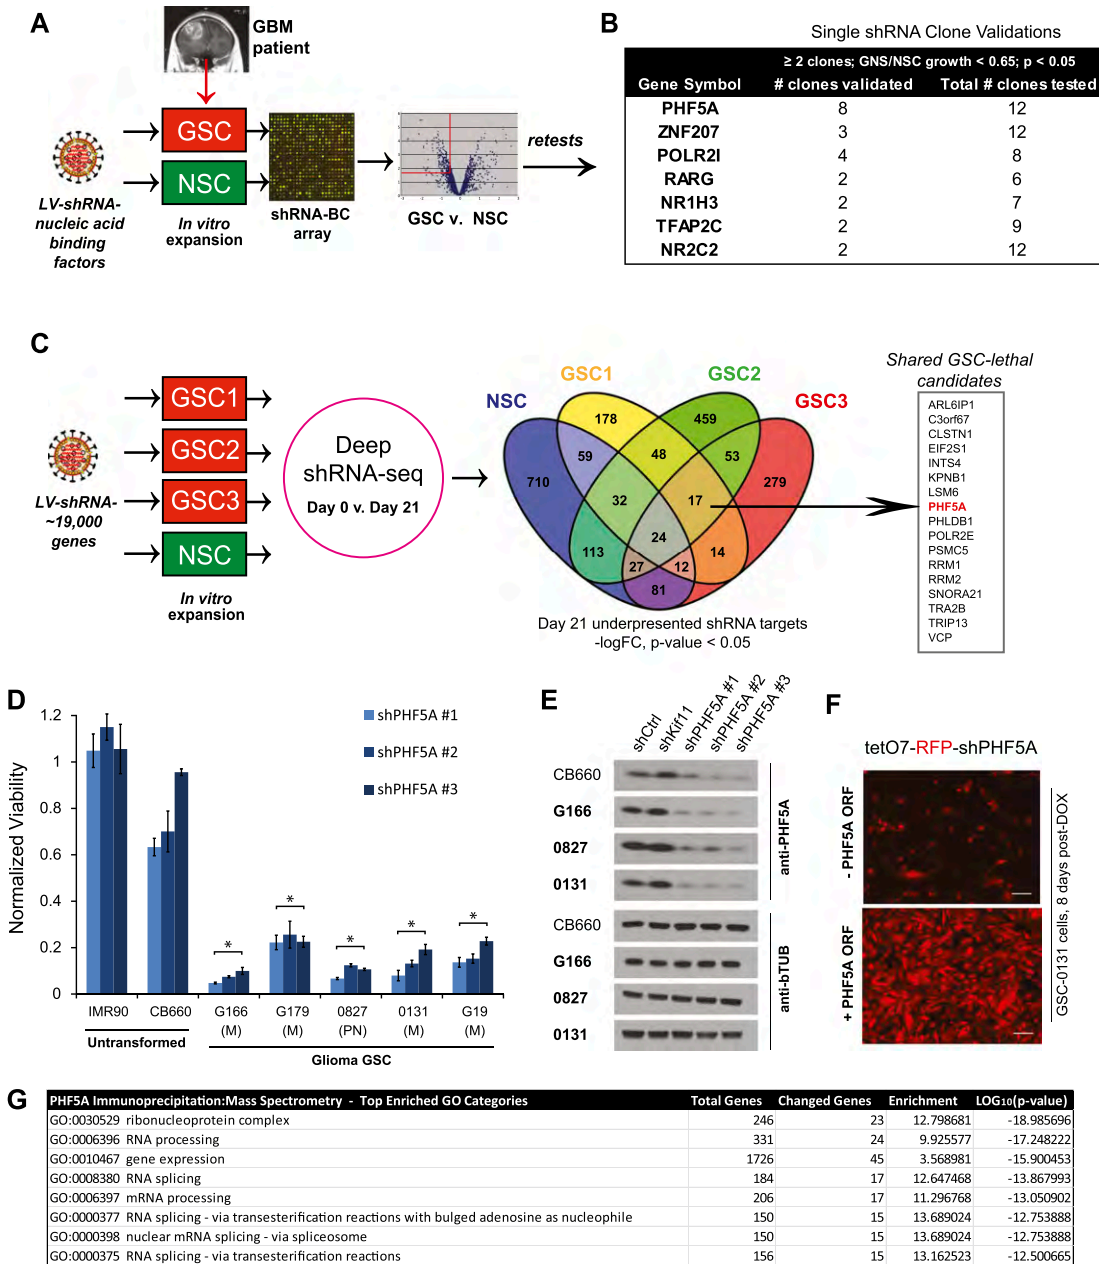 A
GBM
patient
GSC
NSC
LV-shRNA-
nucleic acid
binding
factors
In vitro
expansion
shRNA-BC
array
GSC v. NSC
retests
B
Single shRNA Clone Validations
≥ 2 clones; GNS/NSC growth < 0.65; p < 0.05
Gene Symbol # clones validated Total # clones tested
PHF5A 8 12
ZNF207 3 12
POLR2I 4 8
RARG 2 6
NR1H3 2 7
TFAP2C 2 9
NR2C2 2 12
C
LV-shRNA-
~19,000
genes
GSC1
GSC2
GSC3
NSC
In vitro
expansion
Deep
shRNA-seq
Day 0 v. Day 21
NSC
GSC1
GSC2
GSC3
178 459
59 48 53
710 32 17 279
24
113 27 12 14
81
Day 21 underpresented shRNA targets
-logFC, p-value < 0.05
Shared GSC-lethal
candidates
ARL6IP1
C3orf67
CLSTN1
EIF2S1
INTS4
KPNB1
LSM6
PHF5A
PHLDB1
POLR2E
PSMC5
RRM1
RRM2
SNORA21
TRA2B
TRIP13
VCP
D
Normalized Viability
1.2
1
0.8
0.6
0.4
0.2
0
shPHF5A #1
shPHF5A #2
shPHF5A #3
* * * * *
IMR90 CB660 G166 G179 0827 0131 G19
(M) (M) (PN) (M) (M)
Untransformed
Glioma GSC
E
shCtrl
shKif11
shPHF5A #1
shPHF5A #2
shPHF5A #3
CB660
G166
0827
0131
anti-PHF5A
CB660
G166
0827
0131
anti-bTUB
F
tetO7-RFP-shPHF5A
- PHF5A ORF
+ PHF5A ORF
GSC-0131 cells, 8 days post-DOX
G
PHF5A Immunoprecipitation:Mass Spectrometry - Top Enriched GO Categories Total Genes Changed Genes Enrichment LOG10(p-value)
GO:0030529 ribonucleoprotein complex 246 23 12.798681 -18.985696
GO:0006396 RNA processing 331 24 9.925577 -17.248222
GO:0010467 gene expression 1726 45 3.568981 -15.900453
GO:0008380 RNA splicing 184 17 12.647468 -13.867993
GO:0006397 mRNA processing 206 17 11.296768 -13.050902
GO:0000377 RNA splicing - via transesterification reactions with bulged adenosine as nucleophile 150 15 13.689024 -12.753888
GO:0000398 nuclear mRNA splicing - via spliceosome 150 15 13.689024 -12.753888
GO:0000375 RNA splicing - via transesterification reactions 156 15 13.162523 -12.500665